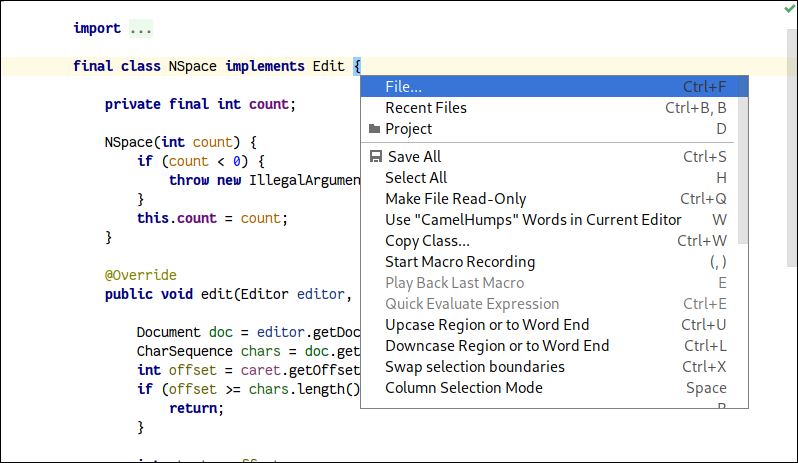 import ...
final class NSpace implements Edit {
private final int count;
NSpace(int count) {
if (count < 0) {
throw new IllegalArgumen
}
this.count = count;
}
@Override
public void edit(Editor editor,
Document doc = editor.getDoc
CharSequence chars = doc.get
int offset = caret.getOffset
if (offset >= chars.length()
return;
}
File... Ctrl+F
Recent Files Ctrl+B, B
Project D
Save All Ctrl+S
Select All H
Make File Read-Only Ctrl+Q
Use "CamelHumps" Words in Current Editor W
Copy Class... Ctrl+W
Start Macro Recording (, )
Play Back Last Macro E
Quick Evaluate Expression Ctrl+E
Upcase Region or to Word End Ctrl+U
Downcase Region or to Word End Ctrl+L
Swap selection boundaries Ctrl+X
Column Selection Mode Space